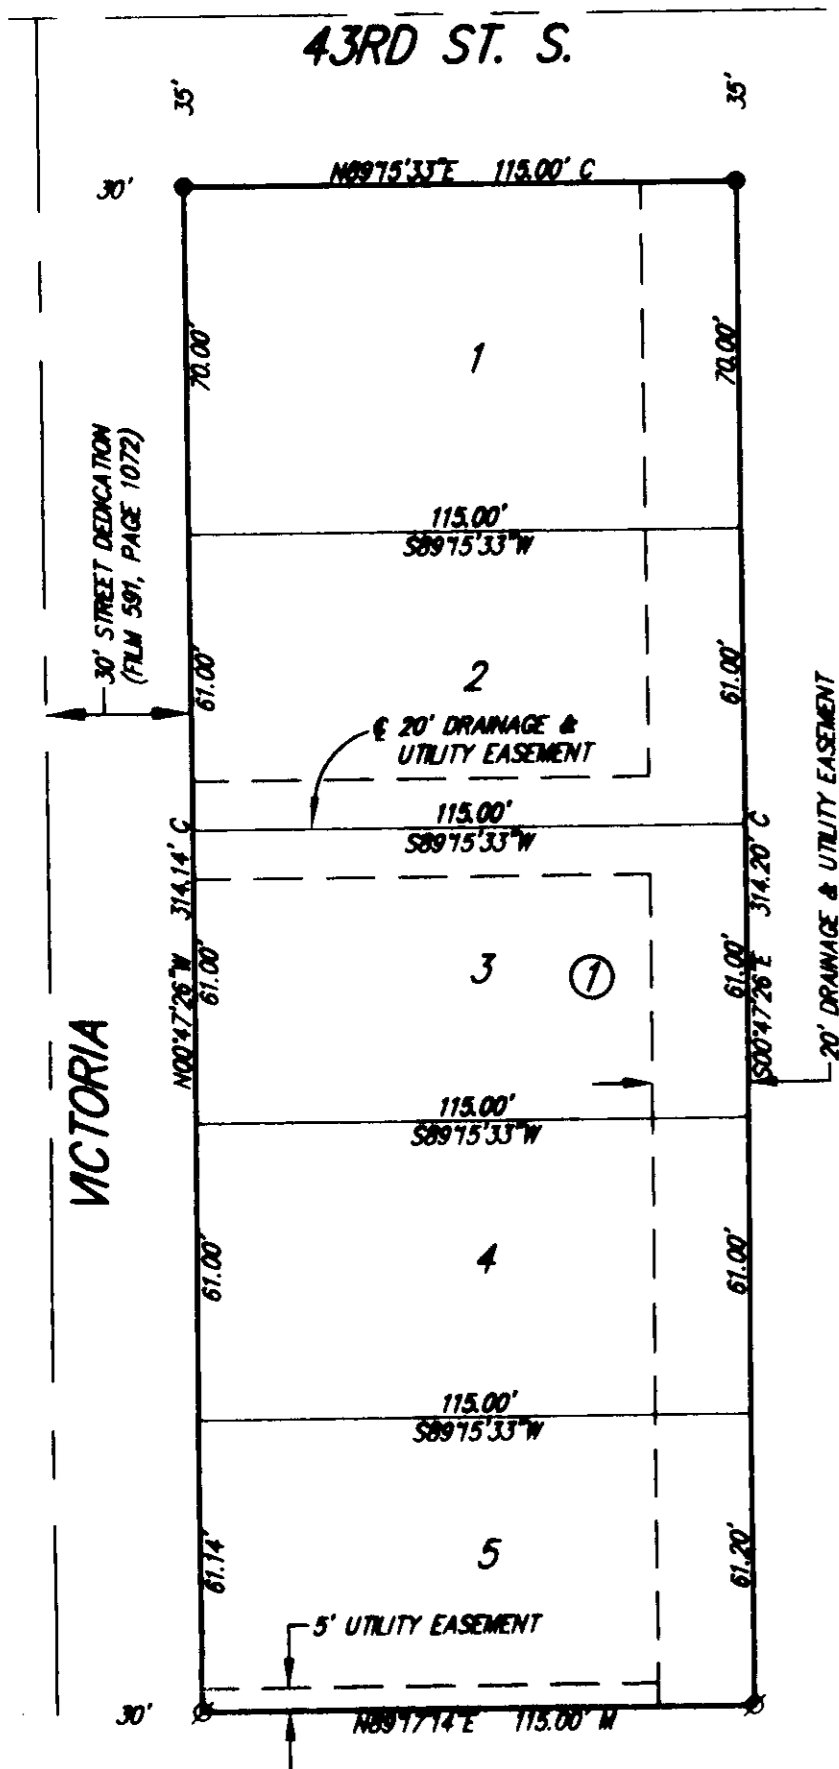 43RD ST. S.
35'
35'
30'
N89°15'33"E 115.00' C
70.00'
1
70.00'
30' STREET DEDICATION
(FILM 591, PAGE 1072)
115.00'
S89°15'33"W
61.00'
2
61.00'
℄ 20' DRAINAGE &
UTILITY EASEMENT
20' DRAINAGE & UTILITY EASEMENT
115.00'
S89°15'33"W
N00°47'26"W 314.14' C
61.00'
3
1
61.00'
S00°47'26"E 314.20' C
VICTORIA
115.00'
S89°15'33"W
61.00'
4
61.00'
115.00'
S89°15'33"W
61.14'
5
61.20'
5' UTILITY EASEMENT
30'
N89°17'14"E 115.00' M